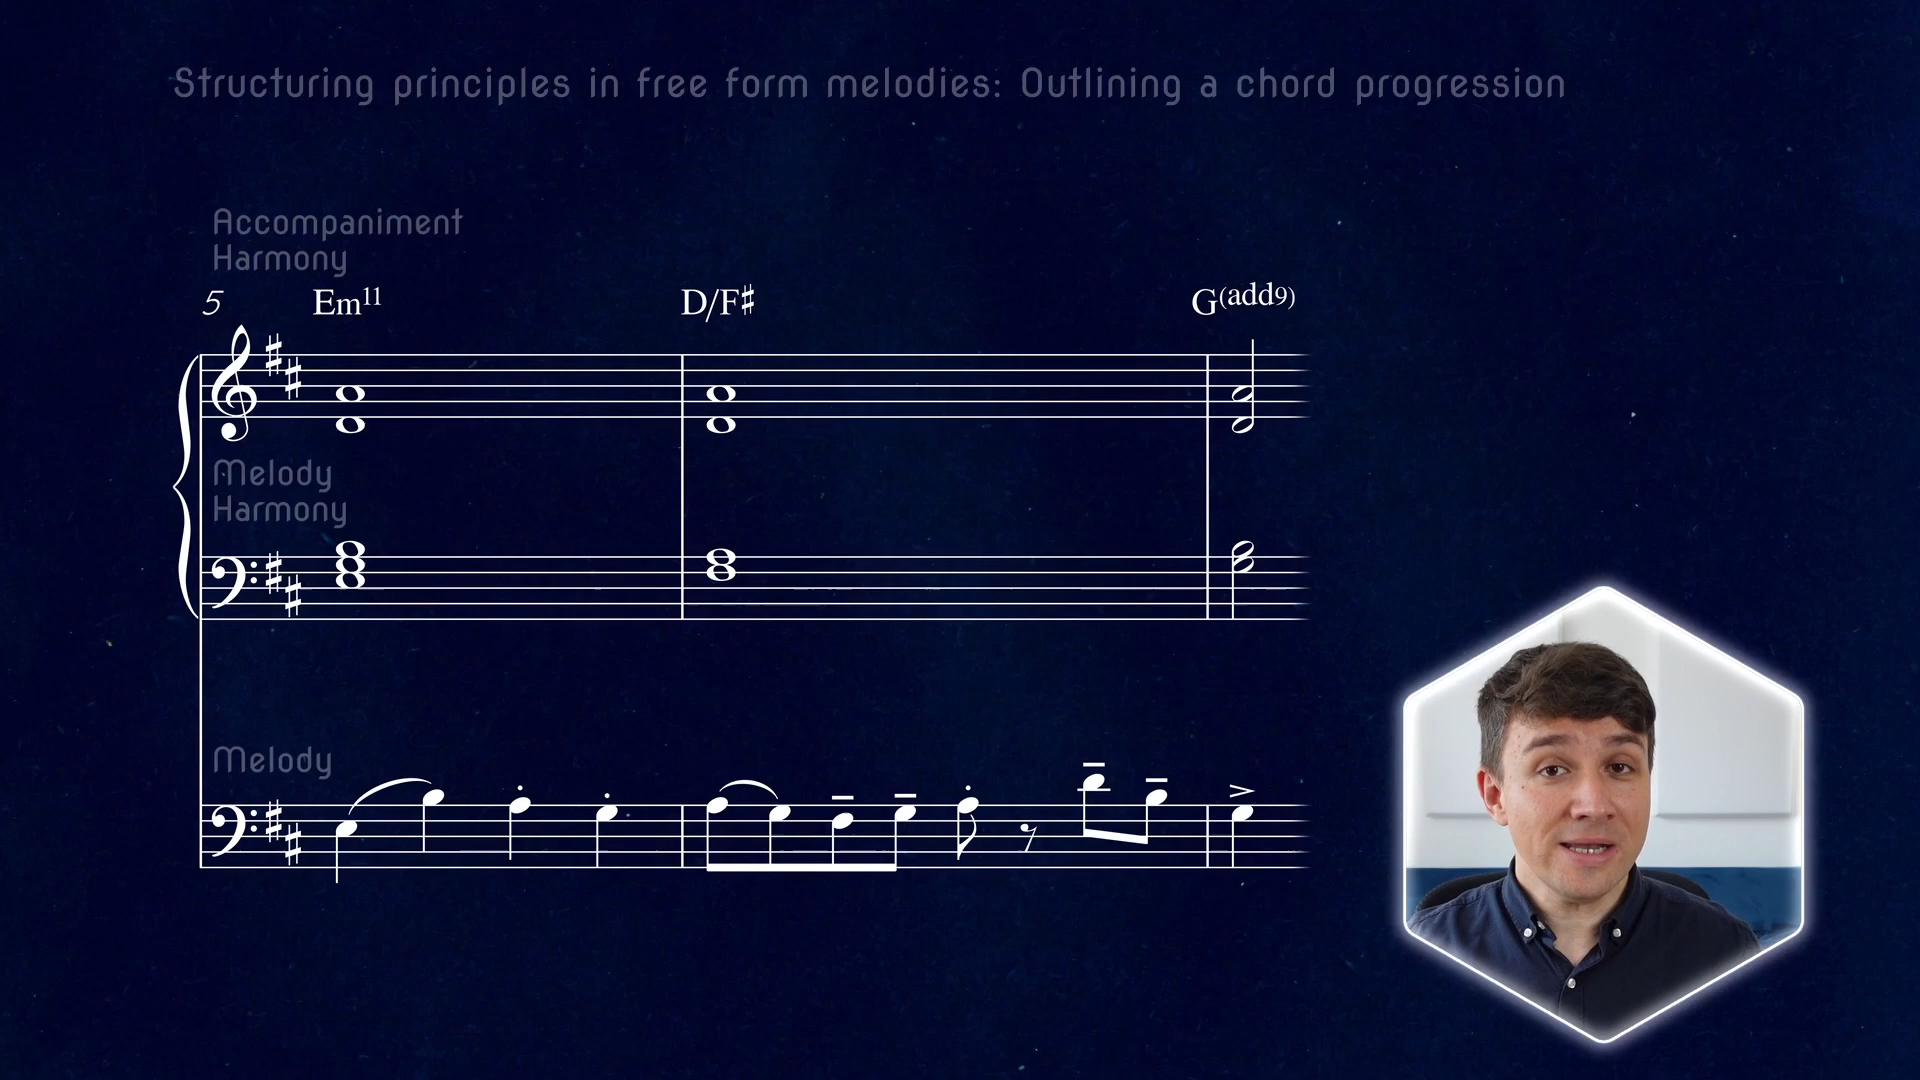 Structuring principles in free form melodies: Outlining a chord progression
Accompaniment
Harmony
5 Em11 D/F♯ G(add9)
Melody
Harmony
Melody